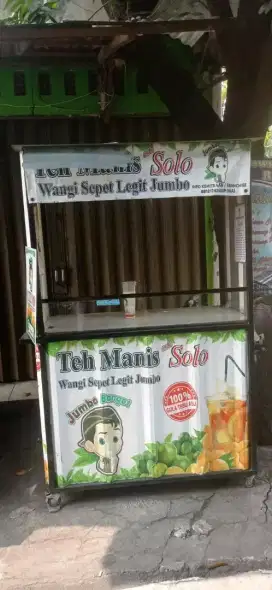 Teh Manis Solo
Wangi Sepet Legit Jumbo
Teh Manis Solo
Wangi Sepet Legit Jumbo
Jumbo
100%